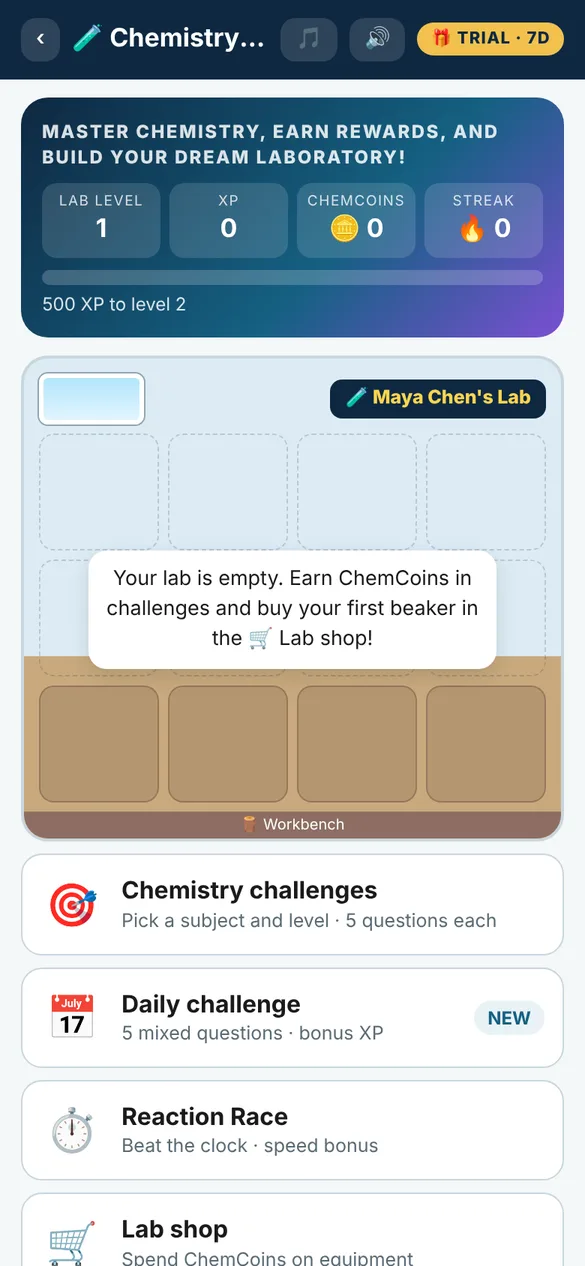 Chemistry...
TRIAL · 7D
MASTER CHEMISTRY, EARN REWARDS, AND
BUILD YOUR DREAM LABORATORY!
LAB LEVEL
1
XP
0
CHEMCOINS
0
STREAK
0
500 XP to level 2
Maya Chen's Lab
Your lab is empty. Earn ChemCoins in
challenges and buy your first beaker in
the 🛒 Lab shop!
Workbench
Chemistry challenges
Pick a subject and level · 5 questions each
July
17
Daily challenge
5 mixed questions · bonus XP
NEW
Reaction Race
Beat the clock · speed bonus
Lab shop
Spend ChemCoins on equipment